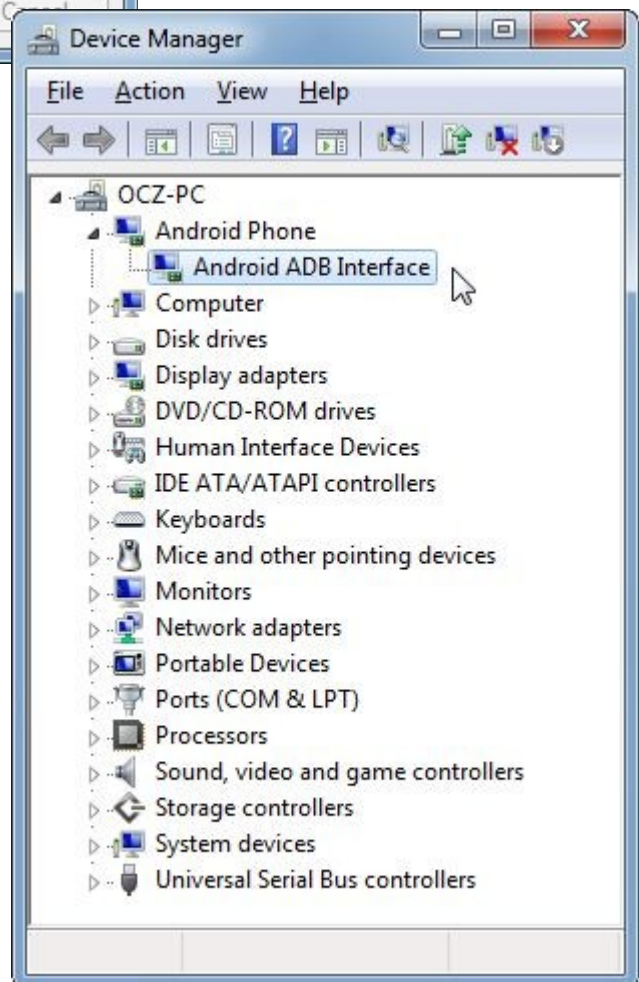 Cancel
Device Manager
File Action View Help
OCZ-PC
Android Phone
Android ADB Interface
Computer
Disk drives
Display adapters
DVD/CD-ROM drives
Human Interface Devices
IDE ATA/ATAPI controllers
Keyboards
Mice and other pointing devices
Monitors
Network adapters
Portable Devices
Ports (COM & LPT)
Processors
Sound, video and game controllers
Storage controllers
System devices
Universal Serial Bus controllers